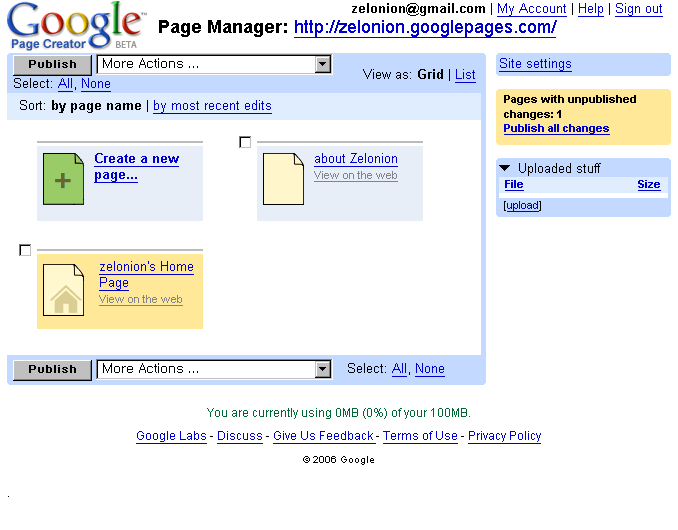 zelonion@gmail.com | My Account | Help | Sign out
Google™
Page Creator BETA
Page Manager: http://zelonion.googlepages.com/
Publish More Actions ...
View as: Grid | List
Select: All, None
Sort: by page name | by most recent edits
Create a new
page...
about Zelonion
View on the web
zelonion's Home
Page
View on the web
Publish More Actions ... Select: All, None
Site settings
Pages with unpublished
changes: 1
Publish all changes
Uploaded stuff
File Size
[upload]
You are currently using 0MB (0%) of your 100MB.
Google Labs - Discuss - Give Us Feedback - Terms of Use - Privacy Policy
© 2006 Google
.